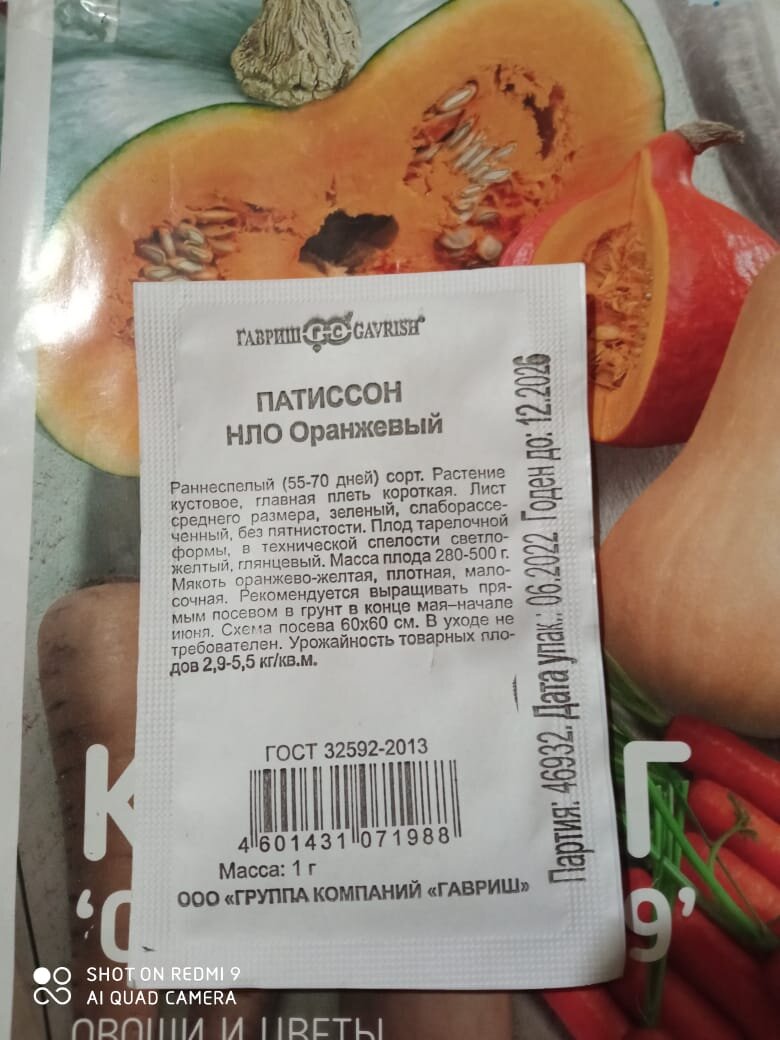 ГАВРИШ GAVRISH®
ПАТИССОН
НЛО Оранжевый
Раннеспелый (55-70 дней) сорт. Растение
кустовое, главная плеть короткая. Лист
среднего размера, зеленый, слаборассе-
ченный, без пятнистости. Плод тарелочной
формы, в технической спелости светло-
желтый, глянцевый. Масса плода 280-500 г.
Мякоть оранжево-желтая, плотная, мало-
сочная. Рекомендуется выращивать пря-
мым посевом в грунт в конце мая–начале
июня. Схема посева 60х60 см. В уходе не
требователен. Урожайность товарных пло-
дов 2,9-5,5 кг/кв.м.
ГОСТ 32592-2013
4 601431 071988
Масса: 1 г
ООО «ГРУППА КОМПАНИЙ «ГАВРИШ»
Партия: 46932. Дата упак.: 06.2022 Годен до: 12.2026
ОВОЩИ И ЦВЕТЫ
SHOT ON REDMI 9
AI QUAD CAMERA